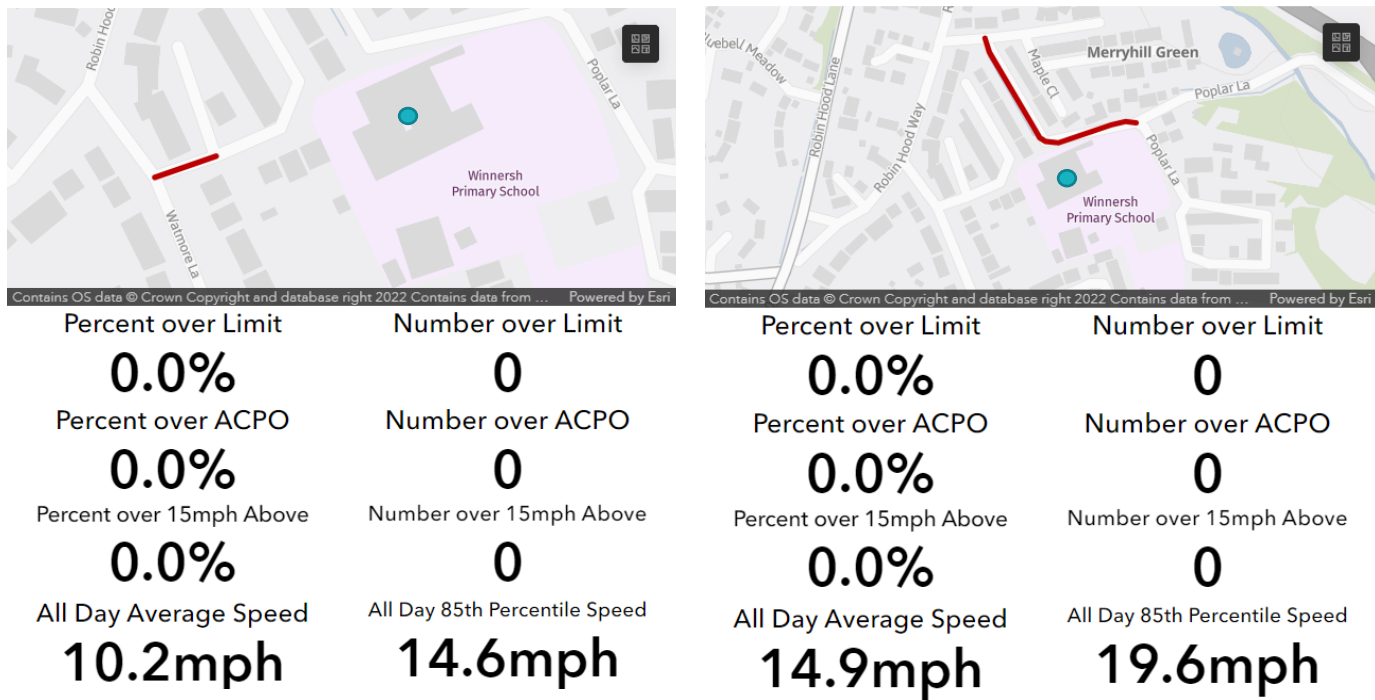 Robin Hood
Poplar La
Winnersh
Primary School
Watmore La
Contains OS data © Crown Copyright and database right 2022 Contains data from ...
Powered by Esri
Percent over Limit
Number over Limit
0.0%
0
Percent over ACPO
Number over ACPO
0.0%
0
Percent over 15mph Above
Number over 15mph Above
0.0%
0
All Day Average Speed
All Day 85th Percentile Speed
10.2mph
14.6mph
luebel/ Meadow
Merryhill Green
Maple Cl
Robin Hood Lane
Robin Hood Way
Poplar La
Poplar La
Winnersh
Primary School
Contains OS data © Crown Copyright and database right 2022 Contains data from ...
Powered by Esri
Percent over Limit
Number over Limit
0.0%
0
Percent over ACPO
Number over ACPO
0.0%
0
Percent over 15mph Above
Number over 15mph Above
0.0%
0
All Day Average Speed
All Day 85th Percentile Speed
14.9mph
19.6mph